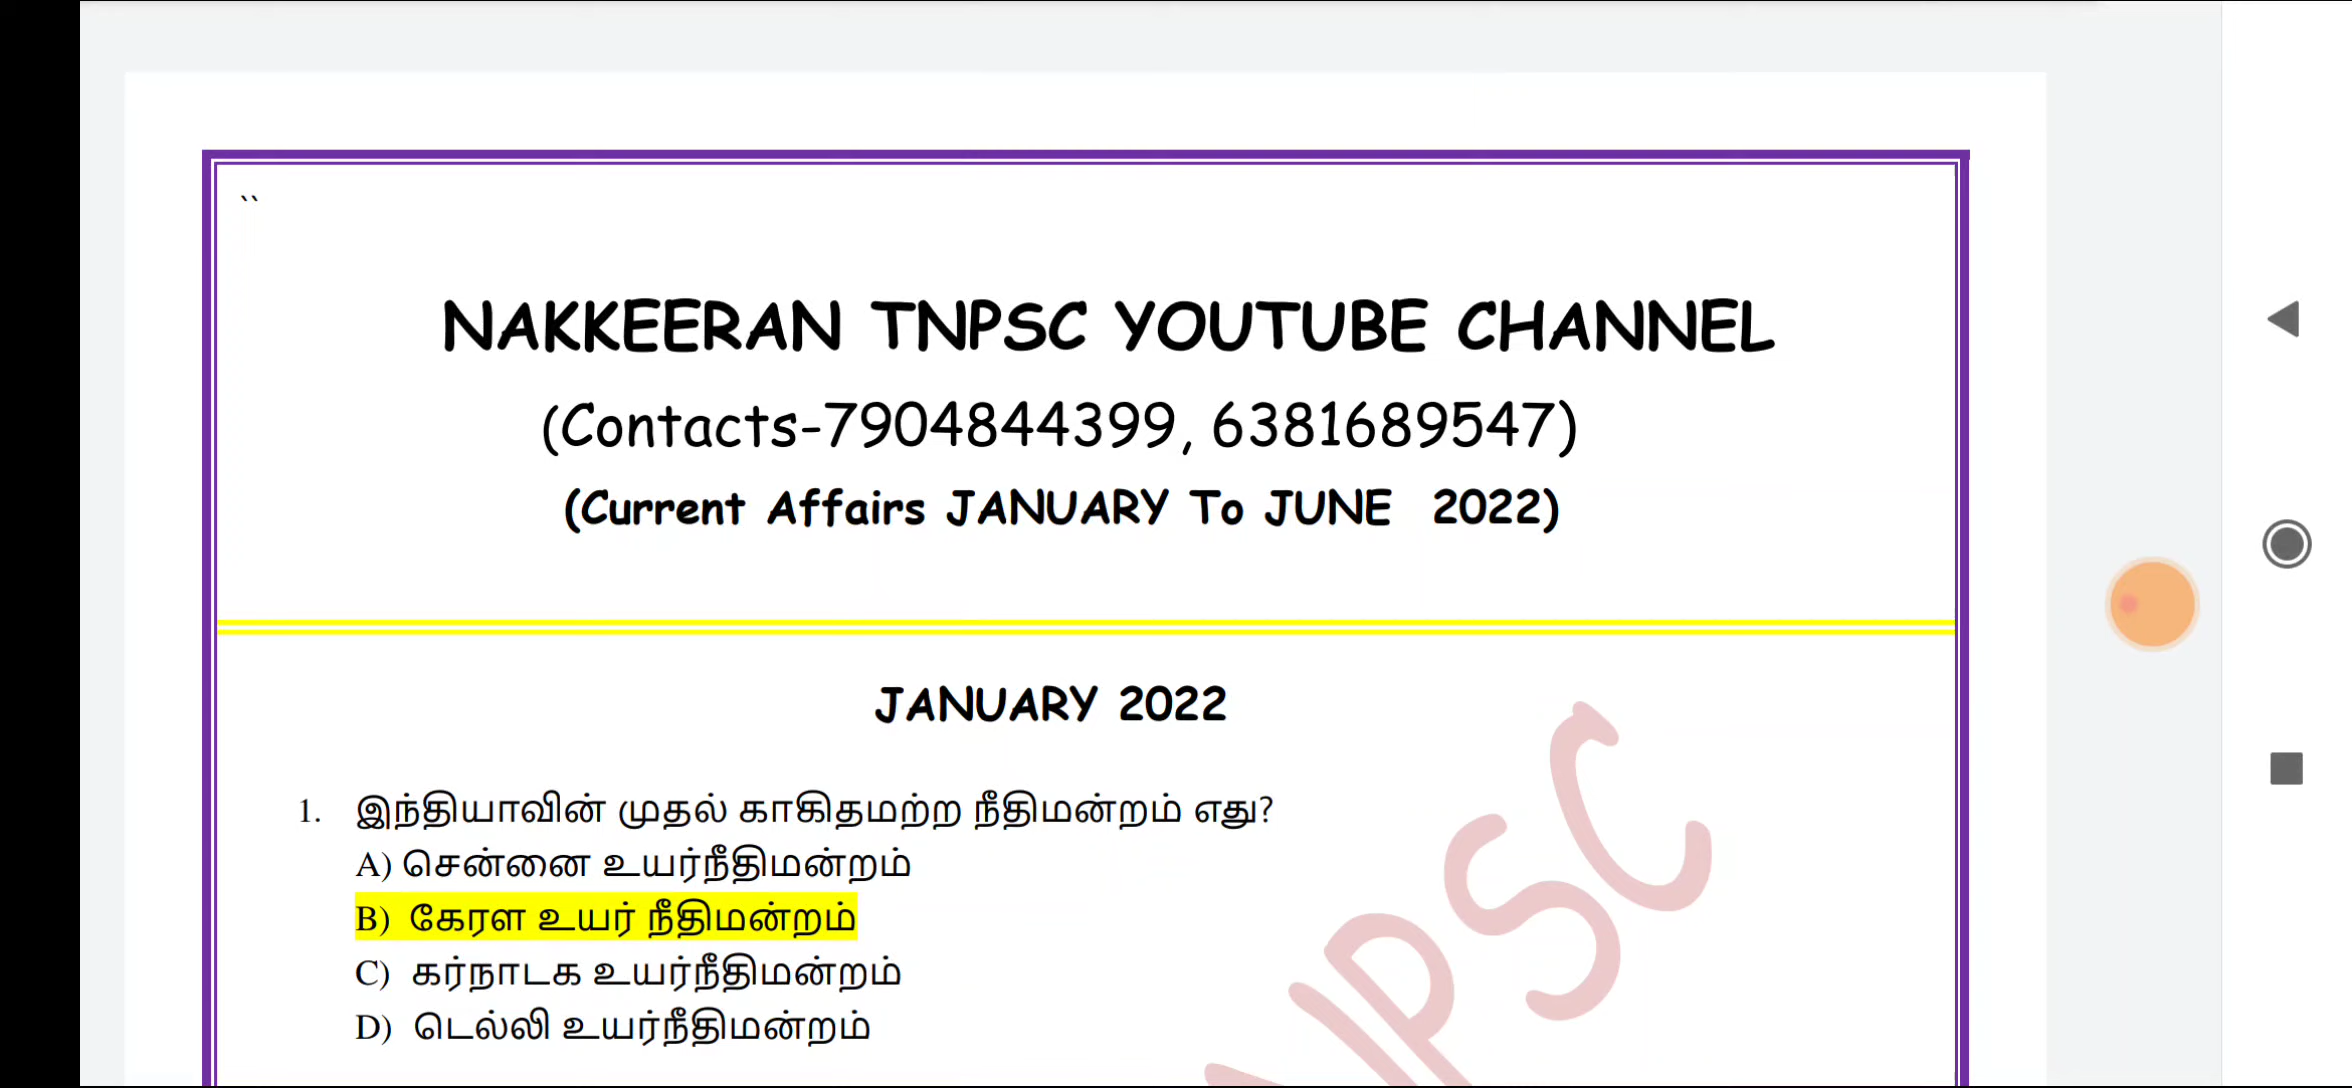 ``
NAKKEERAN TNPSC YOUTUBE CHANNEL
(Contacts-7904844399, 6381689547)
(Current Affairs JANUARY To JUNE 2022)
JANUARY 2022
1. இந்தியாவின் முதல் காகிதமற்ற நீதிமன்றம் எது?
A) சென்னை உயர்நீதிமன்றம்
B) கேரள உயர் நீதிமன்றம்
C) கர்நாடக உயர்நீதிமன்றம்
D) டெல்லி உயர்நீதிமன்றம்
NPSC